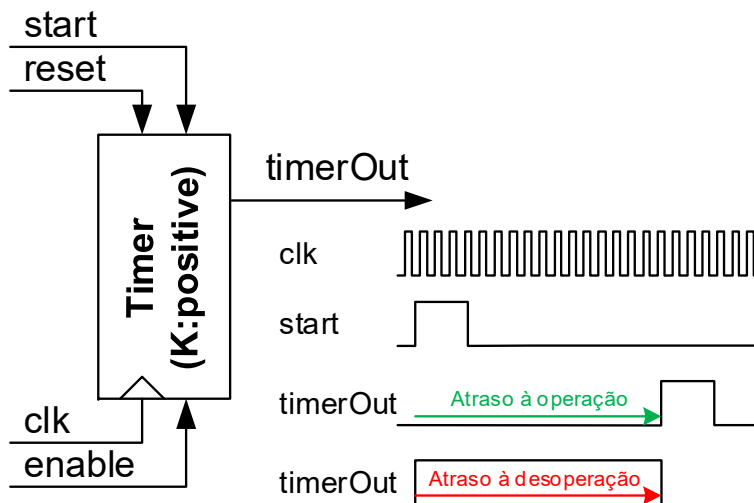 start
reset
timerOut
Timer
(K:positive)
clk
enable
clk
start
timerOut
Atraso à operação
timerOut
Atraso à desoperação